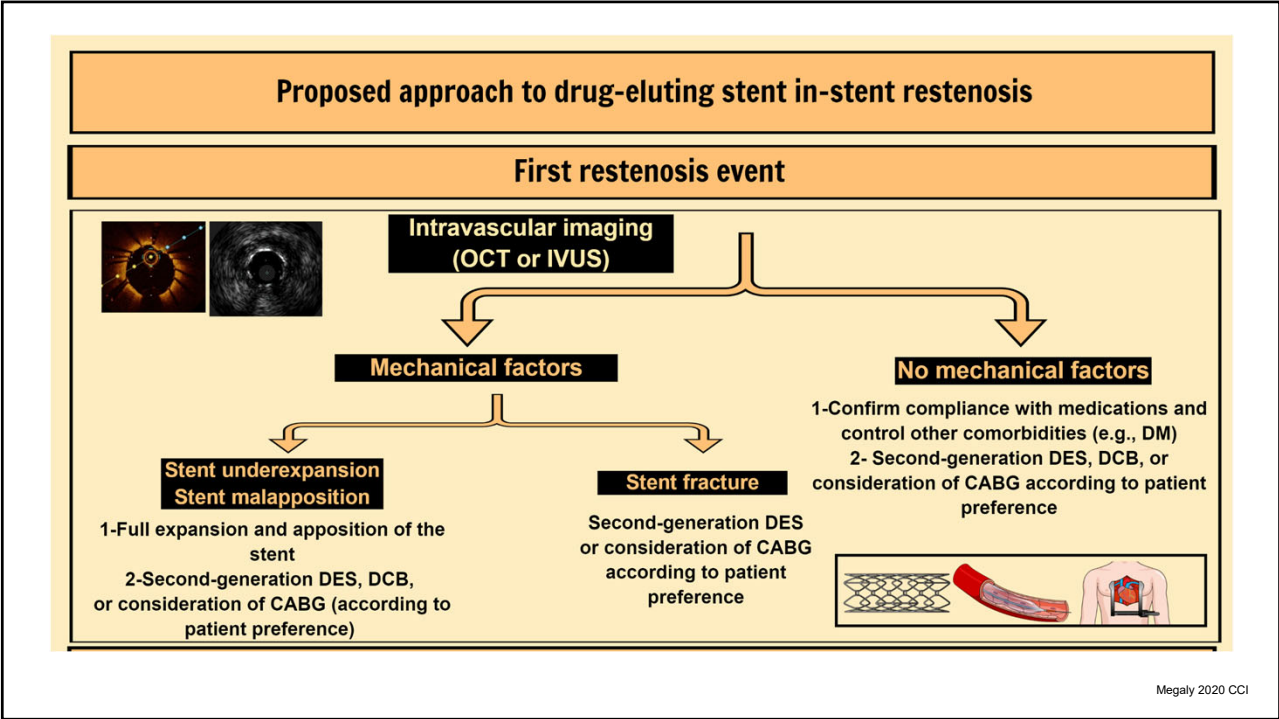 Proposed approach to drug-eluting stent in-stent restenosis
First restenosis event
Intravascular imaging
(OCT or IVUS)
Mechanical factors
Stent underexpansion
Stent malapposition
1-Full expansion and apposition of the
stent
2-Second-generation DES, DCB,
or consideration of CABG (according to
patient preference)
Stent fracture
Second-generation DES
or consideration of CABG
according to patient
preference
No mechanical factors
1-Confirm compliance with medications and
control other comorbidities (e.g., DM)
2- Second-generation DES, DCB, or
consideration of CABG according to patient
preference
Megaly 2020 CCI